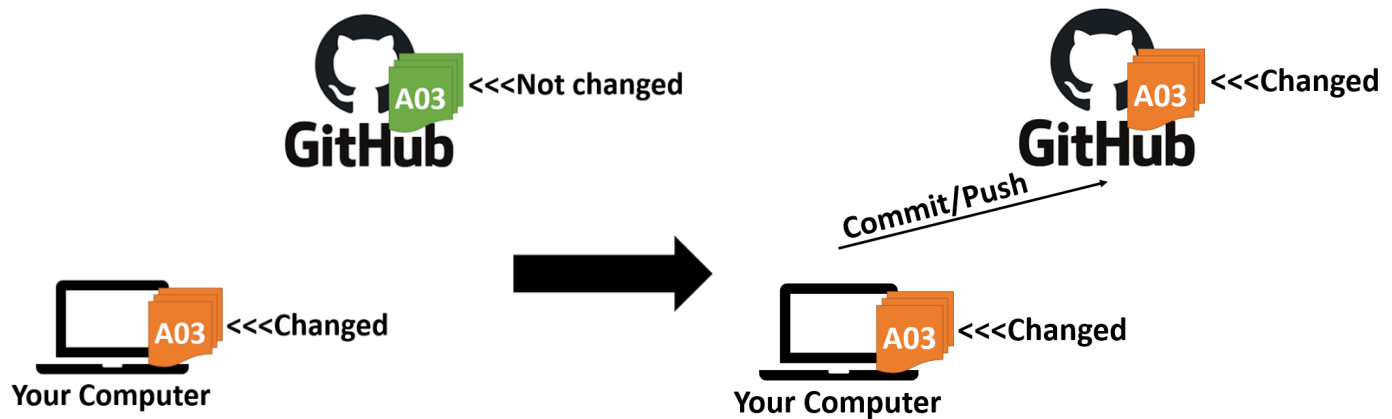 A03 <<<Not changed
GitHub
A03 <<<Changed
Your Computer
A03 <<<Changed
GitHub
Commit/Push
A03 <<<Changed
Your Computer